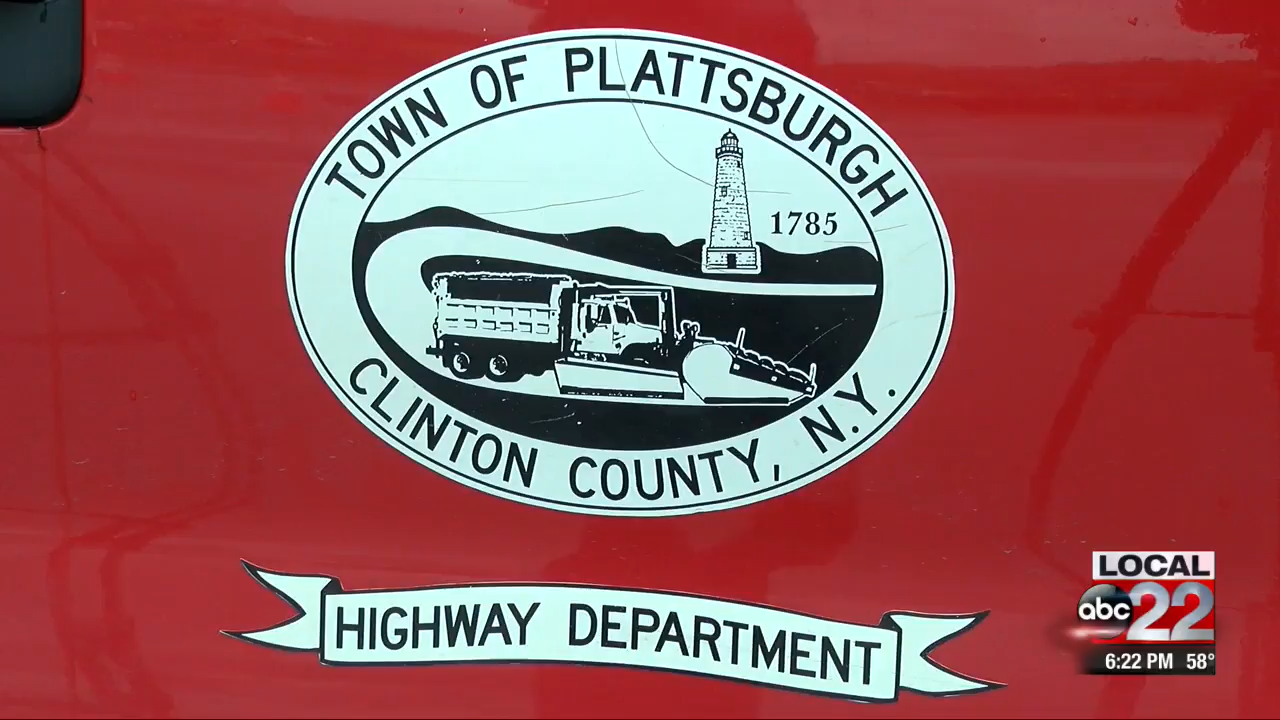 TOWN OF PLATTSBURGH
1785
CLINTON COUNTY, N.Y.
HIGHWAY DEPARTMENT
LOCAL
abc 22
6:22 PM 58°